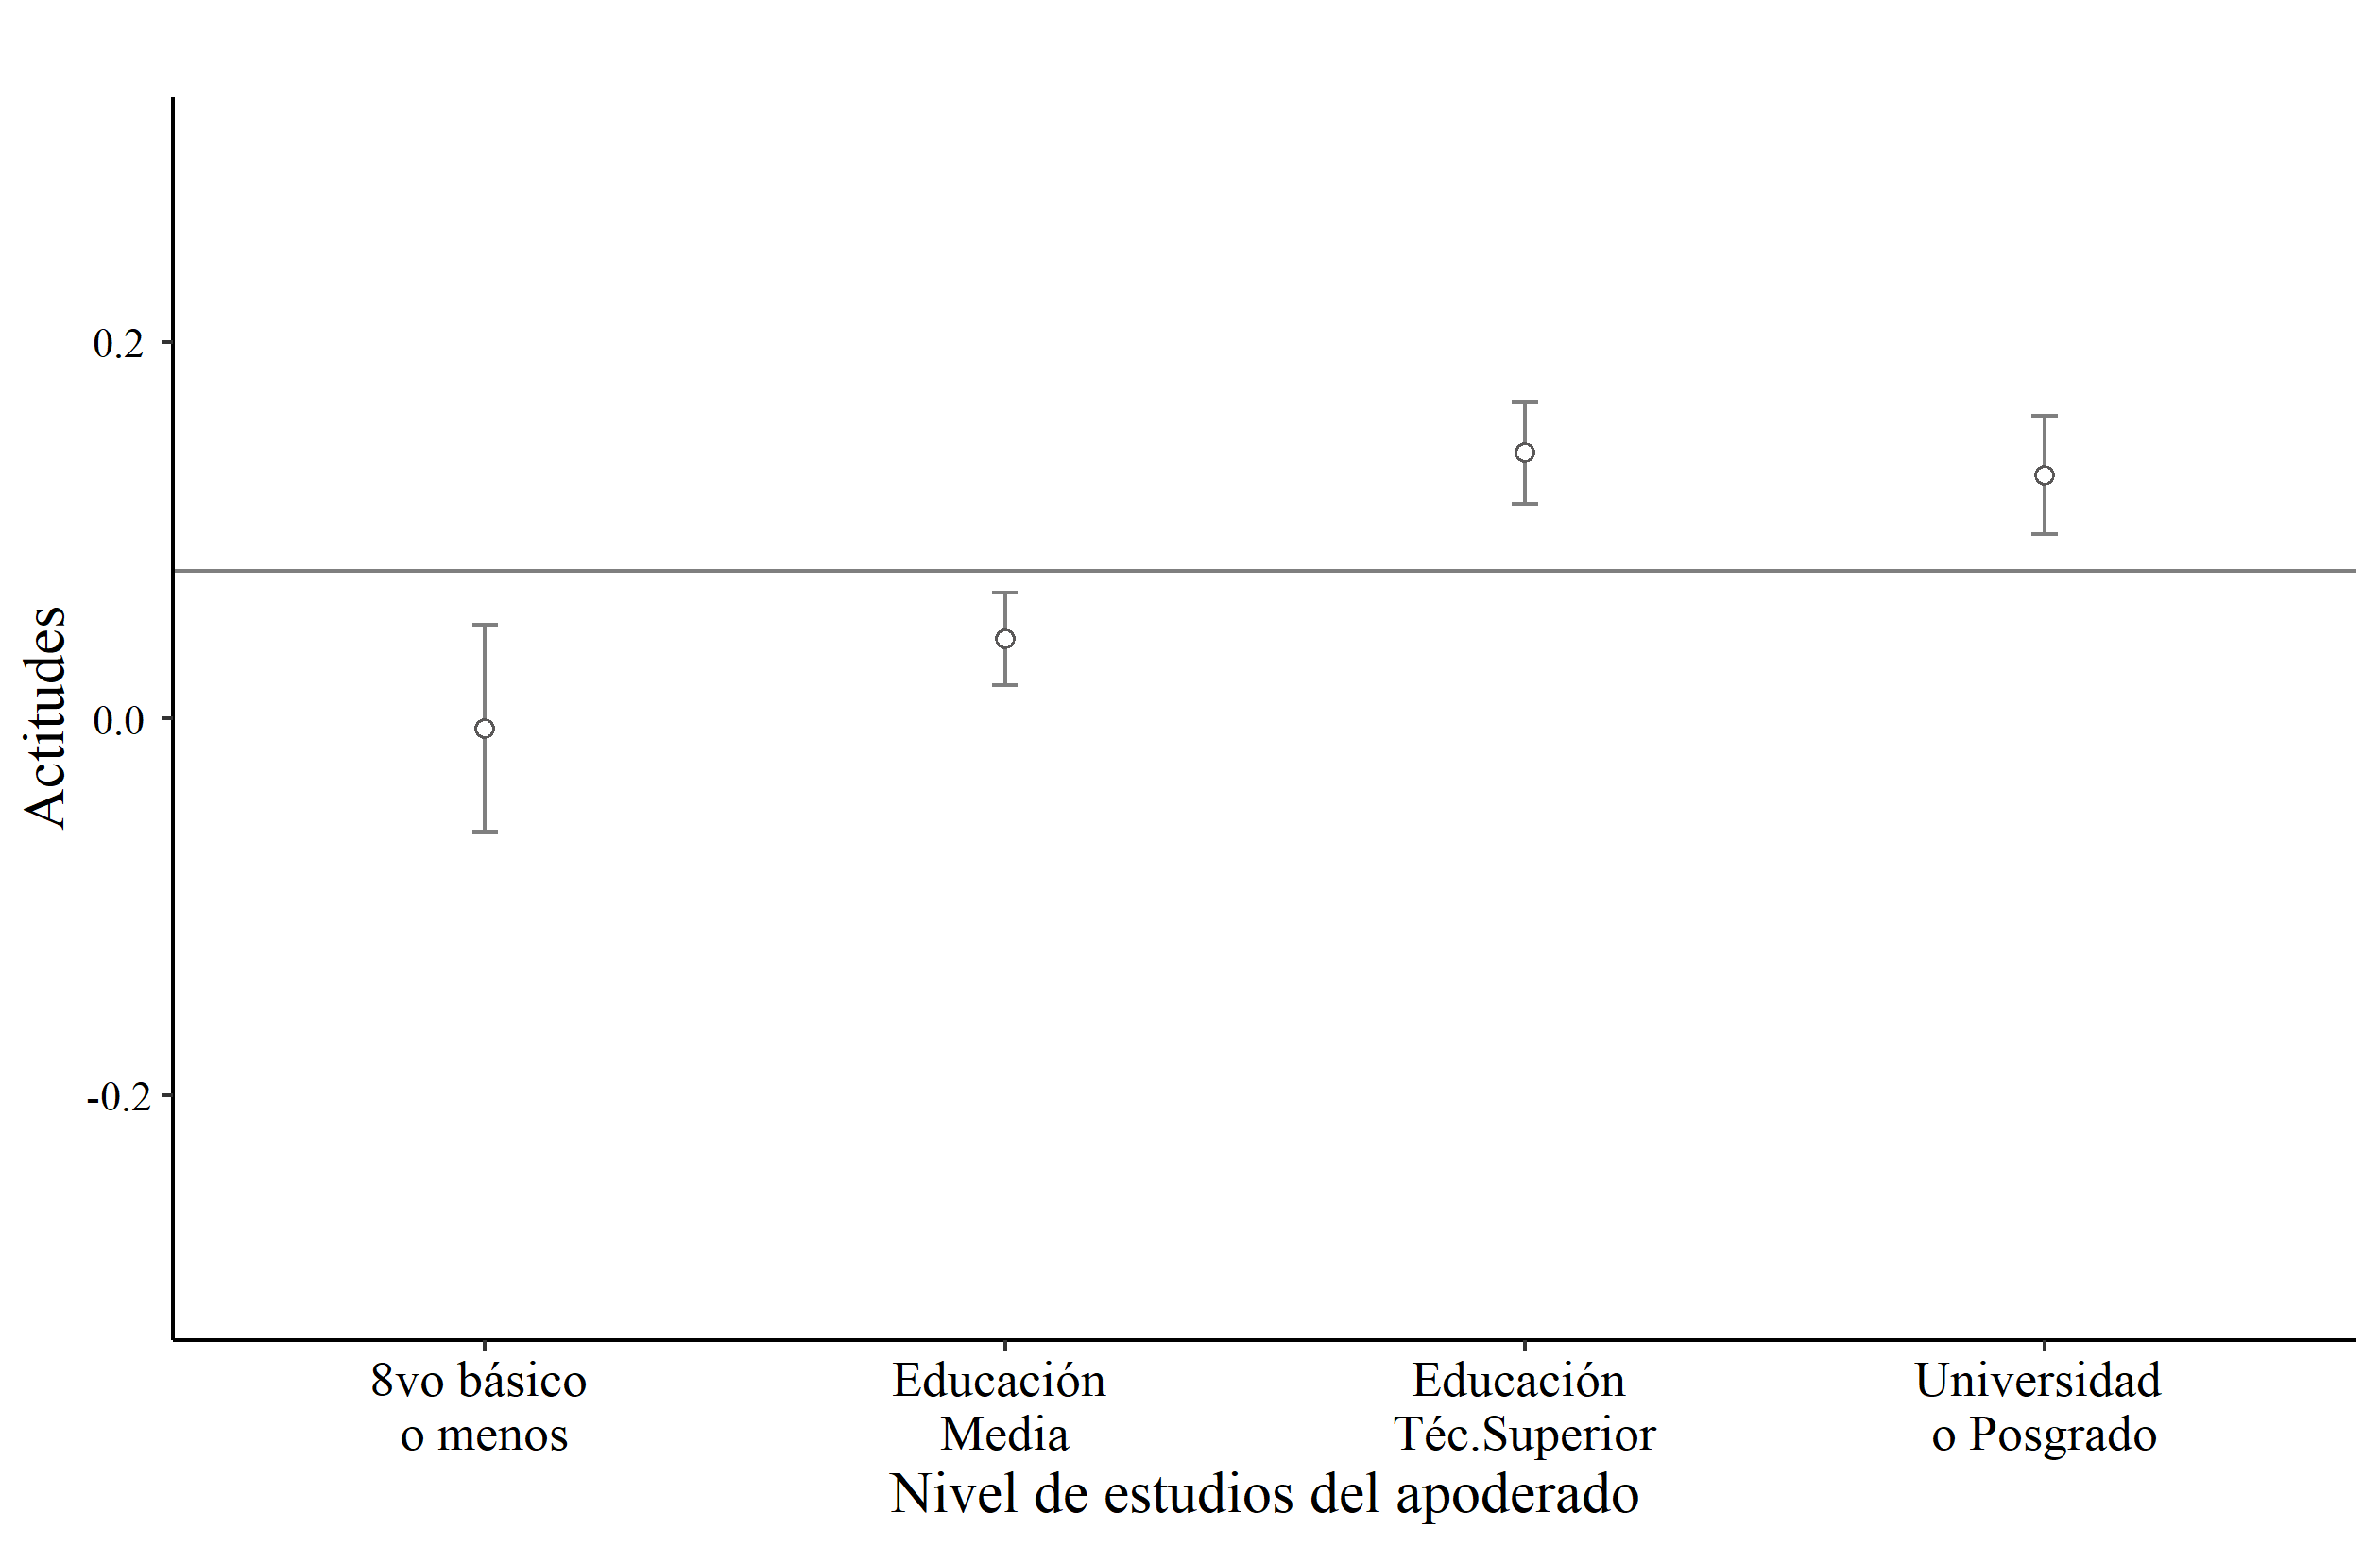 Actitudes
0.2
0.0
-0.2
8vo básico
o menos
Educación
Media
Educación
Téc.Superior
Universidad
o Posgrado
Nivel de estudios del apoderado